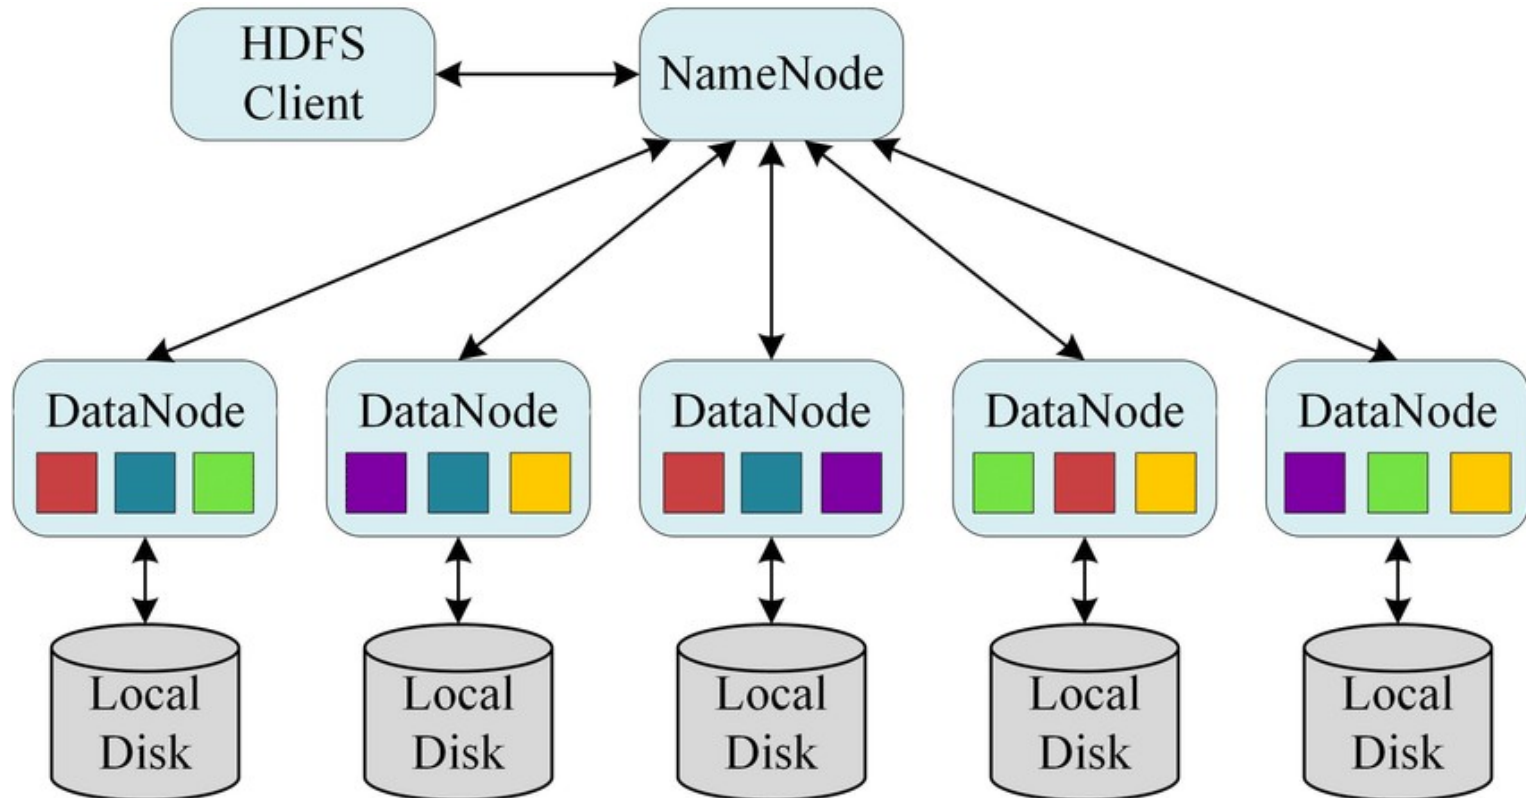 HDFS
Client
NameNode
DataNode
DataNode
DataNode
DataNode
DataNode
Local
Disk
Local
Disk
Local
Disk
Local
Disk
Local
Disk